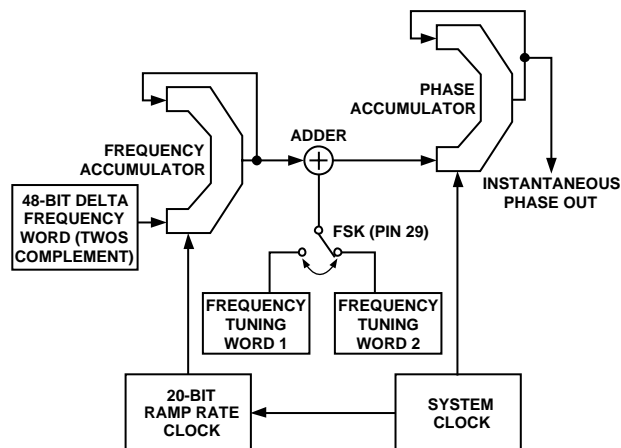 PHASE
ACCUMULATOR
ADDER
FREQUENCY
ACCUMULATOR
INSTANTANEOUS
PHASE OUT
48-BIT DELTA
FREQUENCY
WORD (TWOS
COMPLEMENT)
FSK (PIN 29)
FREQUENCY
TUNING
WORD 1
FREQUENCY
TUNING
WORD 2
20-BIT
RAMP RATE
CLOCK
SYSTEM
CLOCK